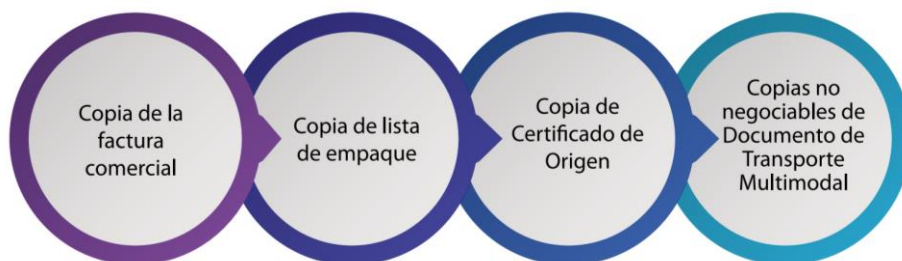 Copia de la
factura
comercial
Copia de lista
de empaque
Copia de
Certificado de
Origen
Copias no
negociables de
Documento de
Transporte
Multimodal